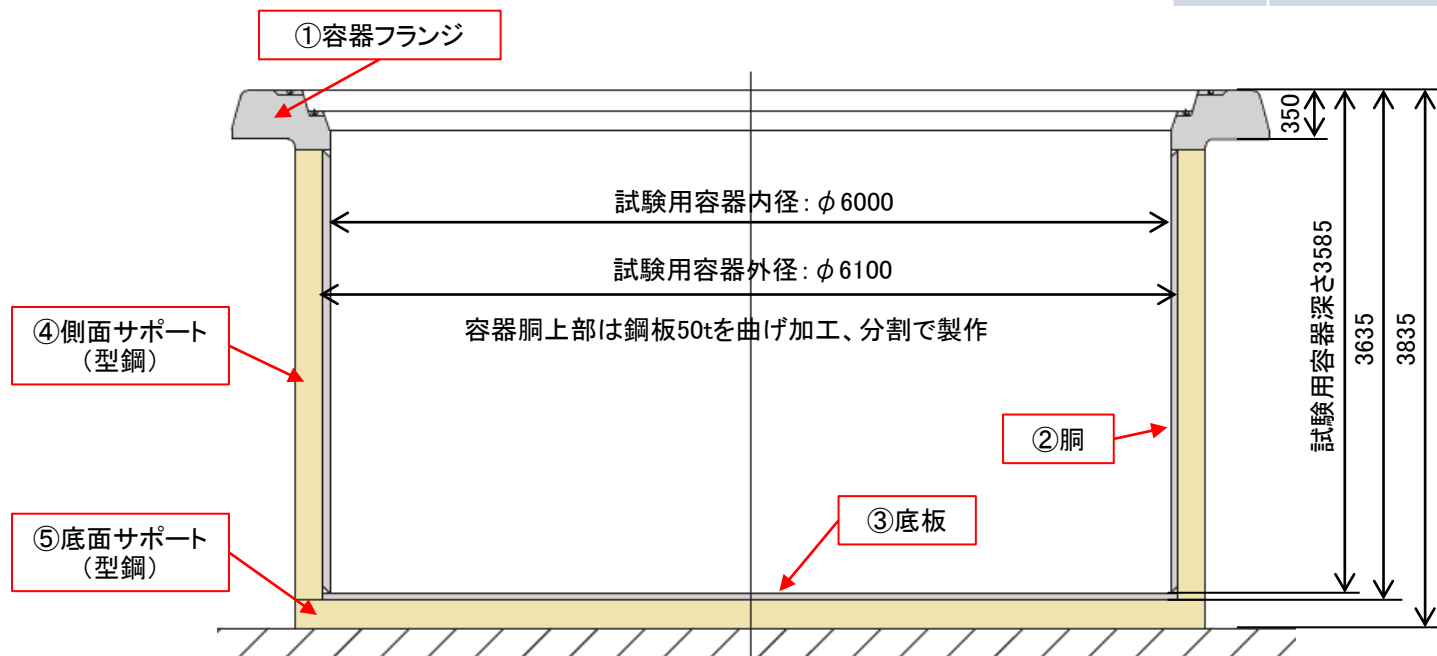 ①容器フランジ
350
試験用容器内径：φ6000
試験用容器外径：φ6100
容器胴上部は鋼板50tを曲げ加工、分割で製作
試験用容器深さ3585
3635
3835
④側面サポート
（型鋼）
②胴
③底板
⑤底面サポート
（型鋼）